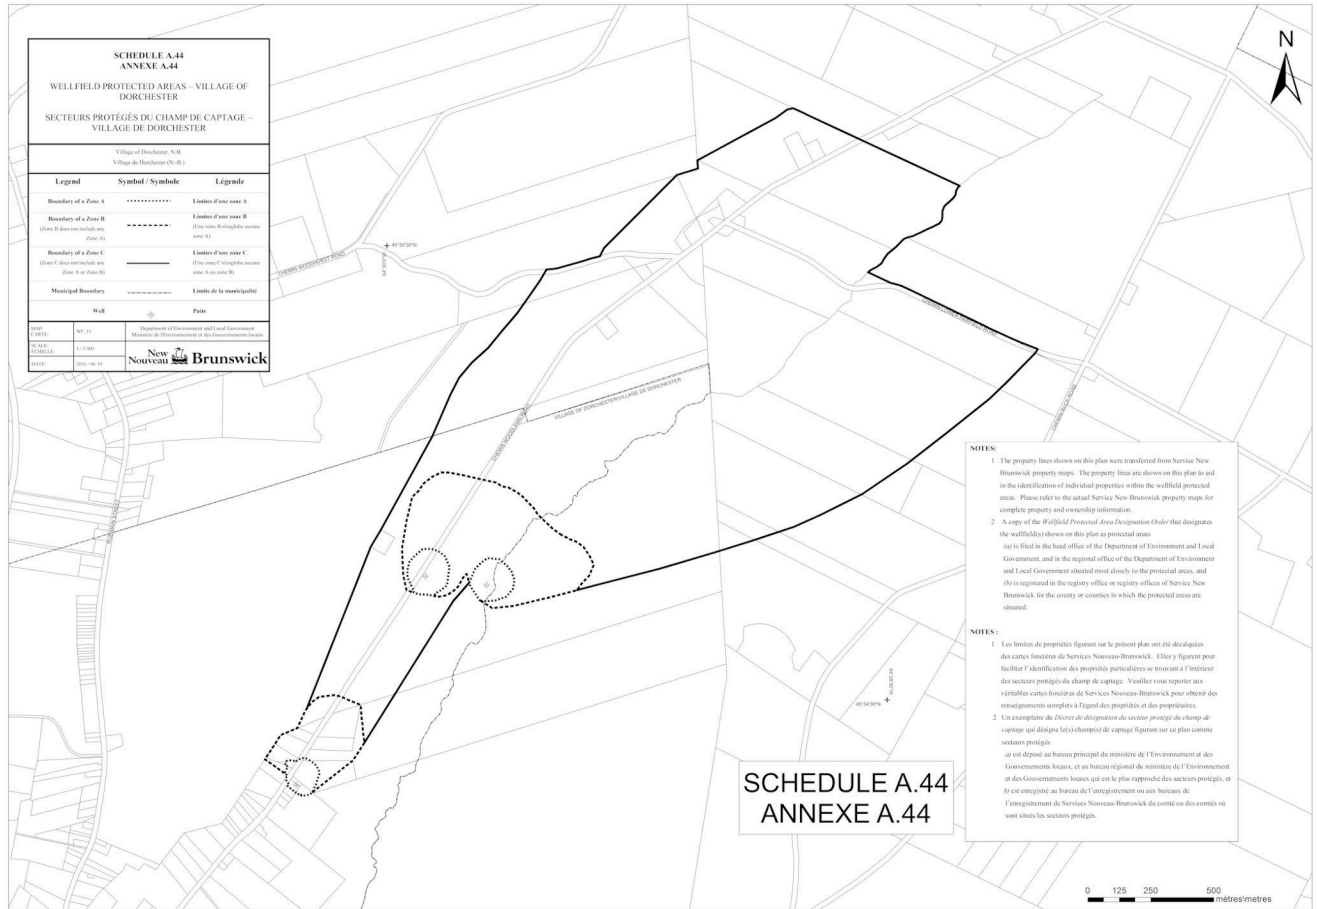 SCHEDULE A.44
ANNEXE A.44
WELLFIELD PROTECTED AREAS – VILLAGE OF
DORCHESTER
SECTEURS PROTÉGÉS DU CHAMP DE CAPTAGE –
VILLAGE DE DORCHESTER
Village of Dorchester, N.B.
Village de Dorchester (N.-B.)
Legend Symbol / Symbole Légende
Boundary of a Zone A Limites d'une zone A
Boundary of a Zone B Limites d'une zone B
(Zone B does not include any (Une zone B n'englobe aucune
Zone A) zone A)
Boundary of a Zone C Limites d'une zone C
(Zone C does not include any (Une zone C n'englobe aucune
Zone A or Zone B) zone A ou zone B)
Municipal Boundary Limite de la municipalité
Well Puits
MAP: Department of Environment and Local Government
CARTE: Ministère de l'Environnement et des Gouvernements locaux
SCALE:
ÉCHELLE:
New
Nouveau Brunswick
DATE:
N
CHEMIN WOODHURST ROAD
45°55'30"N
VILLAGE OF DORCHESTER/VILLAGE DE DORCHESTER
CHEMIN BUCK ROAD
64°29'30"W
45°54'30"N
NOTES:
1 The property lines shown on this plan were transferred from Service New
Brunswick property maps. The property lines are shown on this plan to aid
in the identification of individual properties within the wellfield protected
areas. Please refer to the actual Service New Brunswick property maps for
complete property and ownership information.
2 A copy of the Wellfield Protected Area Designation Order that designates
the wellfield(s) shown on this plan as protected areas
(a) is filed in the head office of the Department of Environment and Local
Government, and in the regional office of the Department of Environment
and Local Government situated most closely to the protected areas, and
(b) is registered in the registry office or registry offices of Service New
Brunswick for the county or counties in which the protected areas are
situated.
NOTES :
1 Les limites de propriétés figurant sur le présent plan ont été décalquées
des cartes foncières de Services Nouveau-Brunswick. Elles y figurent pour
faciliter l'identification des propriétés particulières se trouvant à l'intérieur
des secteurs protégés du champ de captage. Veuillez vous reporter aux
véritables cartes foncières de Services Nouveau-Brunswick pour obtenir des
renseignements complets à l'égard des propriétés et des propriétaires.
2 Un exemplaire du Décret de désignation du secteur protégé du champ de
captage qui désigne le(s) champ(s) de captage figurant sur ce plan comme
secteurs protégés
a) est déposé au bureau principal du ministère de l'Environnement et des
Gouvernements locaux, et au bureau régional du ministère de l'Environnement
et des Gouvernements locaux qui est le plus rapproché des secteurs protégés, et
b) est enregistré au bureau de l'enregistrement ou aux bureaux de
l'enregistrement de Services Nouveau-Brunswick du comté ou des comtés où
sont situés les secteurs protégés.
SCHEDULE A.44
ANNEXE A.44
0 125 250 500
mètres\metres